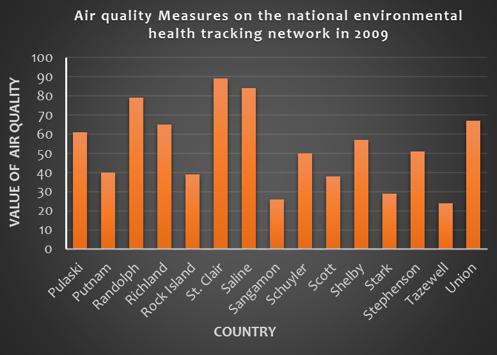 Air quality Measures on the national environmental
health tracking network in 2009
VALUE OF AIR QUALITY
100
90
80
70
60
50
40
30
20
10
0
Pulaski
Putnam
Randolph
Richland
Rock Island
St. Clair
Saline
Sangamon
Schuyler
Scott
Shelby
Stark
Stephenson
Tazewell
Union
COUNTRY